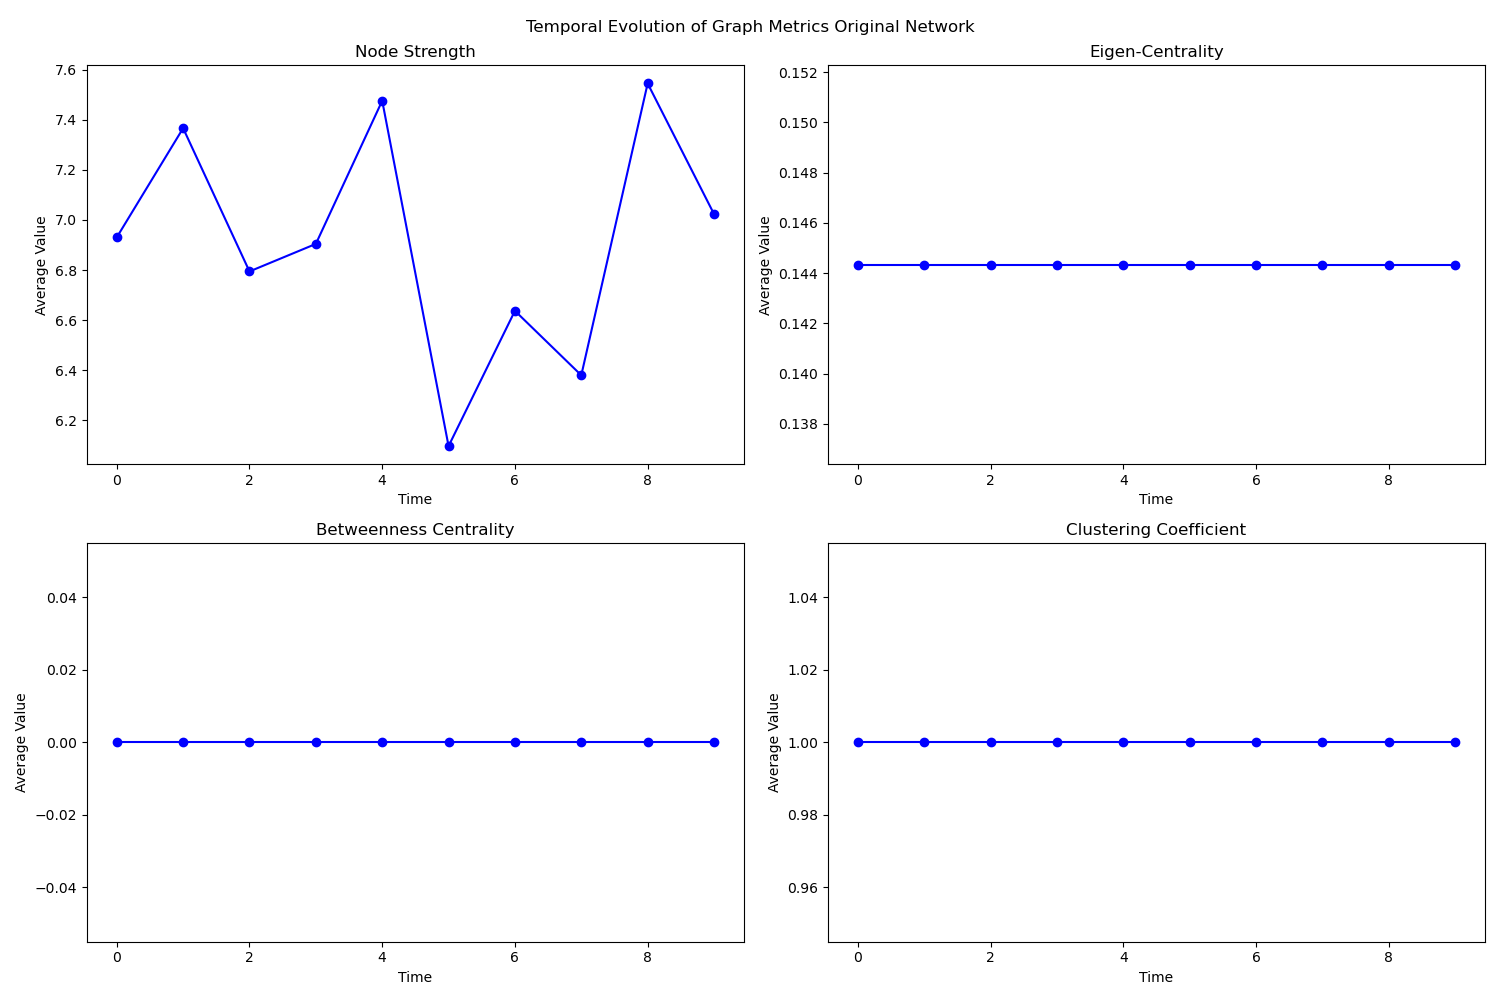 Temporal Evolution of Graph Metrics Original Network
Node Strength
7.6
7.4
7.2
7.0
6.8
6.6
6.4
6.2
Average Value
0 2 4 6 8
Time
Eigen-Centrality
0.152
0.150
0.148
0.146
0.144
0.142
0.140
0.138
Average Value
0 2 4 6 8
Time
Betweenness Centrality
0.04
0.02
0.00
−0.02
−0.04
Average Value
0 2 4 6 8
Time
Clustering Coefficient
1.04
1.02
1.00
0.98
0.96
Average Value
0 2 4 6 8
Time